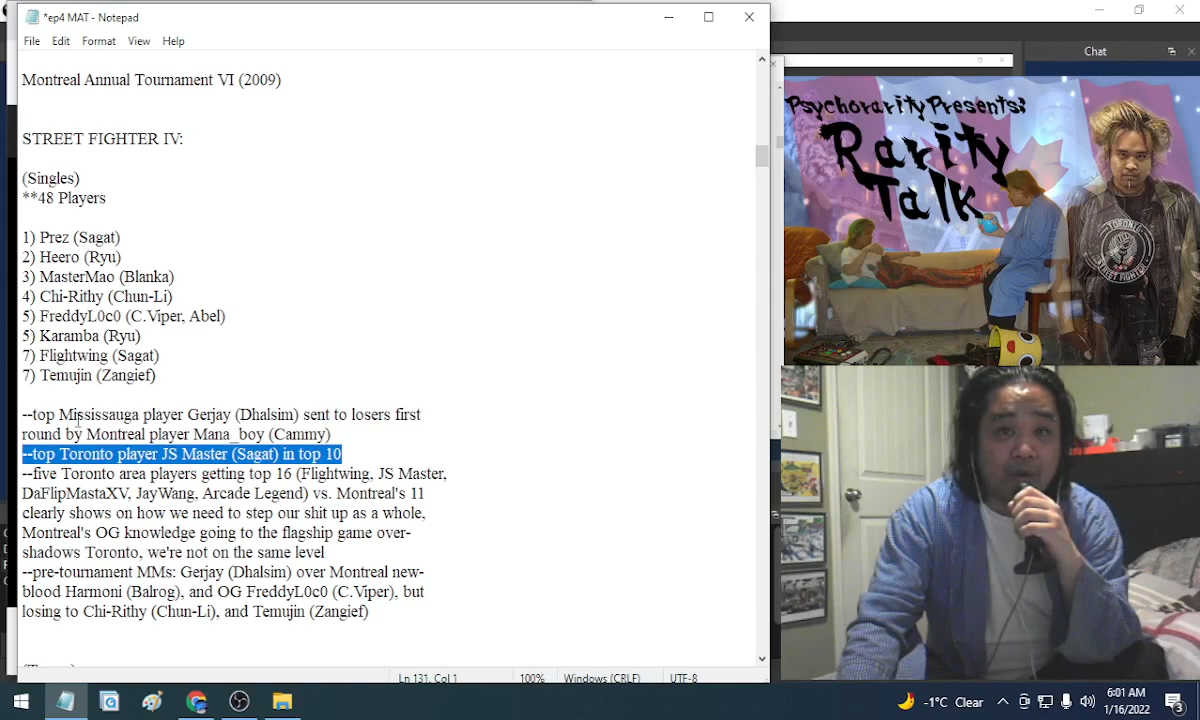 *ep4 MAT - Notepad
File Edit Format View Help
Montreal Annual Tournament VI (2009)
STREET FIGHTER IV:
(Singles)
**48 Players
1) Prez (Sagat)
2) Heero (Ryu)
3) MasterMao (Blanka)
4) Chi-Rithy (Chun-Li)
5) FreddyL0c0 (C.Viper, Abel)
5) Karamba (Ryu)
7) Flightwing (Sagat)
7) Temujin (Zangief)
--top Mississauga player Gerjay (Dhalsim) sent to losers first
round by Montreal player Mana_boy (Cammy)
--top Toronto player JS Master (Sagat) in top 10
--five Toronto area players getting top 16 (Flightwing, JS Master,
DaFlipMastaXV, JayWang, Arcade Legend) vs. Montreal's 11
clearly shows on how we need to step our shit up as a whole,
Montreal's OG knowledge going to the flagship game over-
shadows Toronto, we're not on the same level
--pre-tournament MMs: Gerjay (Dhalsim) over Montreal new-
blood Harmoni (Balrog), and OG FreddyL0c0 (C.Viper), but
losing to Chi-Rithy (Chun-Li), and Temujin (Zangief)
Ln 131, Col 1 100% Windows (CRLF) UTF-8
Chat
PsychorarityPresents:
Rarity
Talk
TORONTO
STREET FIGHTER
-1°C Clear
6:01 AM
1/16/2022
3